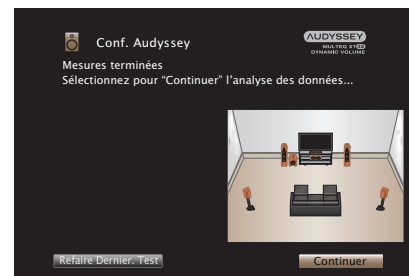 Conf. Audyssey
AUDYSSEY
MULTEQ XT32
DYNAMIC VOLUME
Mesures terminées
Sélectionnez pour “Continuer” l’analyse des données...
Refaire Dernier. Test
Continuer